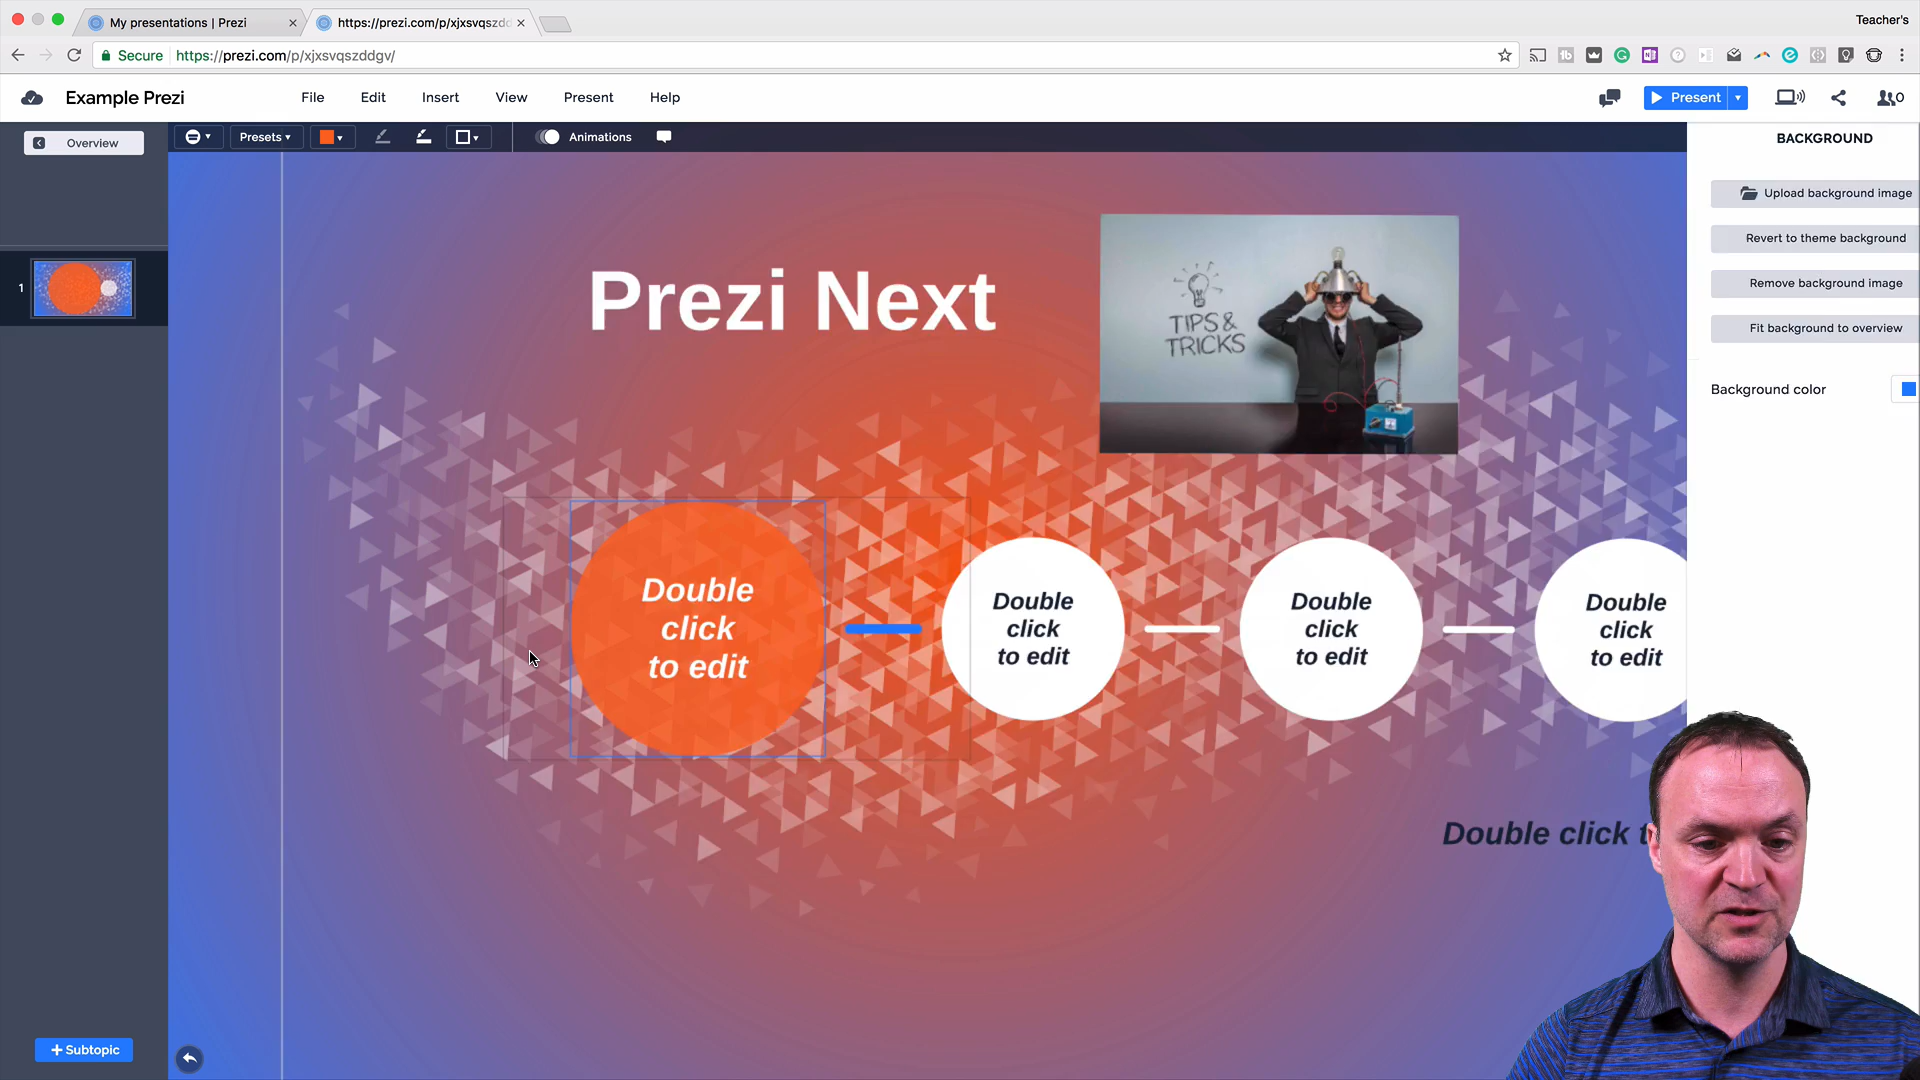 My presentations | Prezi
https://prezi.com/p/xjxsvqszdd
Teacher's
Secure
https://prezi.com/p/xjxsvqszddgv/
Example Prezi
File
Edit
Insert
View
Present
Help
Present
0
Overview
Presets
Animations
BACKGROUND
Upload background image
Revert to theme background
Remove background image
Fit background to overview
Background color
1
Prezi Next
TIPS &
TRICKS
Double
click
to edit
Double
click
to edit
Double
click
to edit
Double
click
to edit
Double click t
+ Subtopic